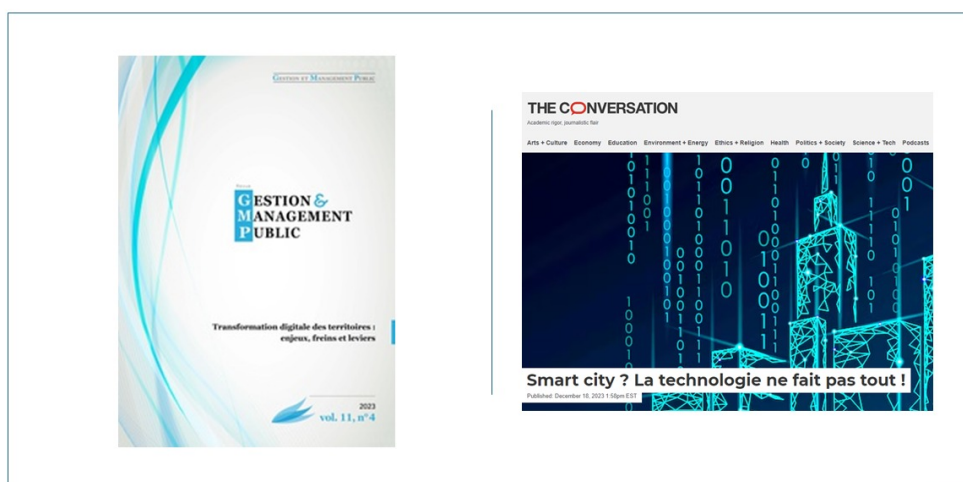 GESTION ET MANAGEMENT PUBLIC
GESTION &
MANAGEMENT
PUBLIC
Transformation digitale des territoires :
enjeux, freins et leviers
2023
vol. 11, n°4
THE CONVERSATION
Academic rigor, journalistic flair
Arts + Culture Economy Education Environment + Energy Ethics + Religion Health Politics + Society Science + Tech Podcasts
Smart city ? La technologie ne fait pas tout !
Published: December 18, 2023 1:58pm EST